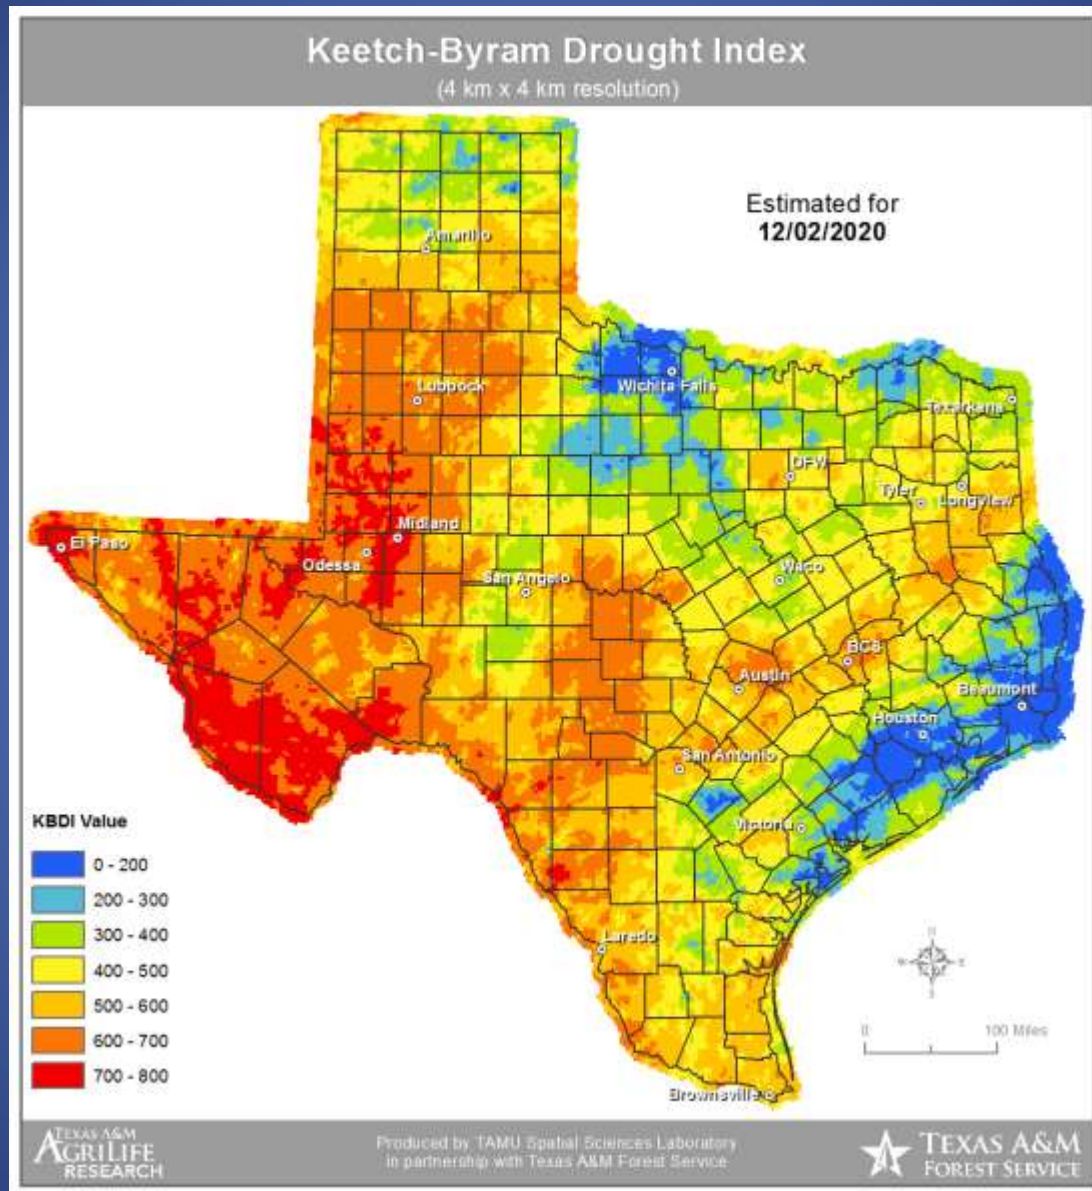 Keetch-Byram Drought Index
(4 km x 4 km resolution)
Estimated for
12/02/2020
Amarillo
Lubbock
Wichita Falls
Texarkana
DFW
Tyler
Longview
El Paso
Midland
Odessa
San Angelo
Waco
BCS
Austin
Beaumont
Houston
San Antonio
Victoria
Laredo
Brownsville
KBDI Value
0 - 200
200 - 300
300 - 400
400 - 500
500 - 600
600 - 700
700 - 800
N
W
E
S
0
100 Miles
TEXAS A&M
AGRILIFE
RESEARCH
Produced by TAMU Spatial Sciences Laboratory
in partnership with Texas A&M Forest Service
TEXAS A&M
FOREST SERVICE